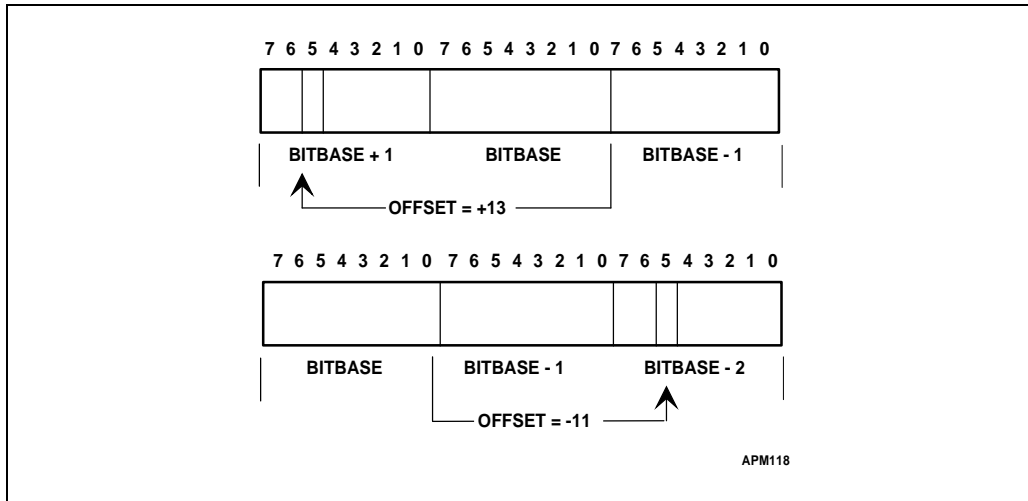 7 6 5 4 3 2 1 0 7 6 5 4 3 2 1 0 7 6 5 4 3 2 1 0
BITBASE + 1 BITBASE BITBASE - 1
OFFSET = +13
7 6 5 4 3 2 1 0 7 6 5 4 3 2 1 0 7 6 5 4 3 2 1 0
BITBASE BITBASE - 1 BITBASE - 2
OFFSET = -11
APM118